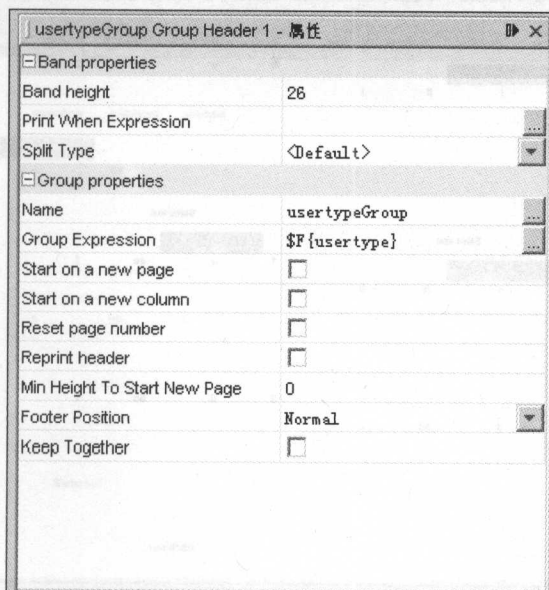 usertypeGroup Group Header 1 - 属性
Band properties
Band height 26
Print When Expression ...
Split Type <Default>
Group properties
Name usertypeGroup ...
Group Expression $F{usertype} ...
Start on a new page
Start on a new column
Reset page number
Reprint header
Min Height To Start New Page 0
Footer Position Normal
Keep Together